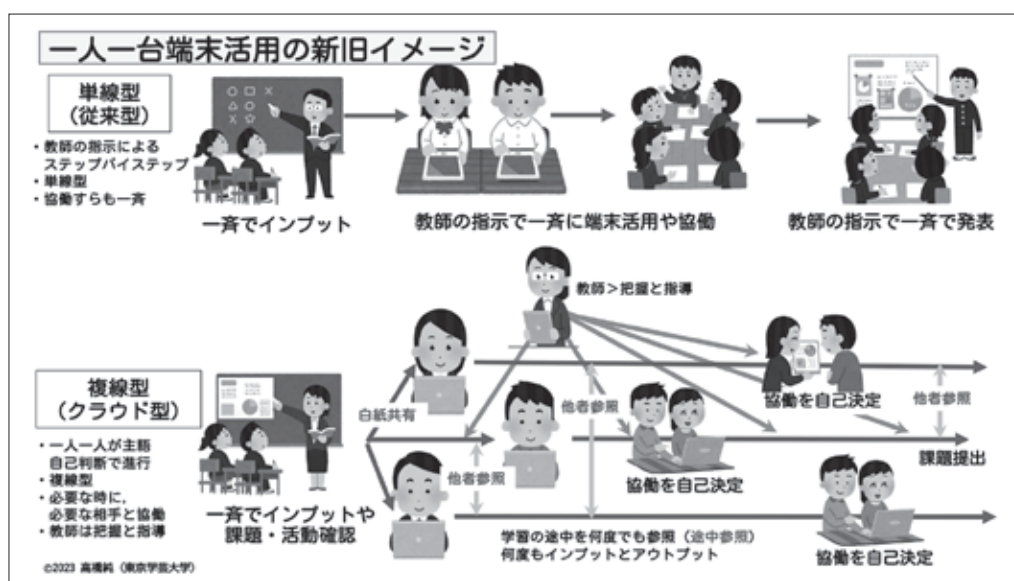 一人一台端末活用の新旧イメージ
単線型
（従来型）
・教師の指示による
ステップバイステップ
・単線型
・協働すらも一斉
一斉でインプット
教師の指示で一斉に端末活用や協働
教師の指示で一斉で発表
複線型
（クラウド型）
・一人一人が主語
自己判断で進行
・複線型
・必要な時に，
必要な相手と協働
・教師は把握と指導
一斉でインプットや
課題・活動確認
教師＞把握と指導
白紙共有
他者参照
他者参照
協働を自己決定
協働を自己決定
他者参照
課題提出
学習の途中を何度でも参照（途中参照）
何度もインプットとアウトプット
協働を自己決定
©2023 高橋純（東京学芸大学）